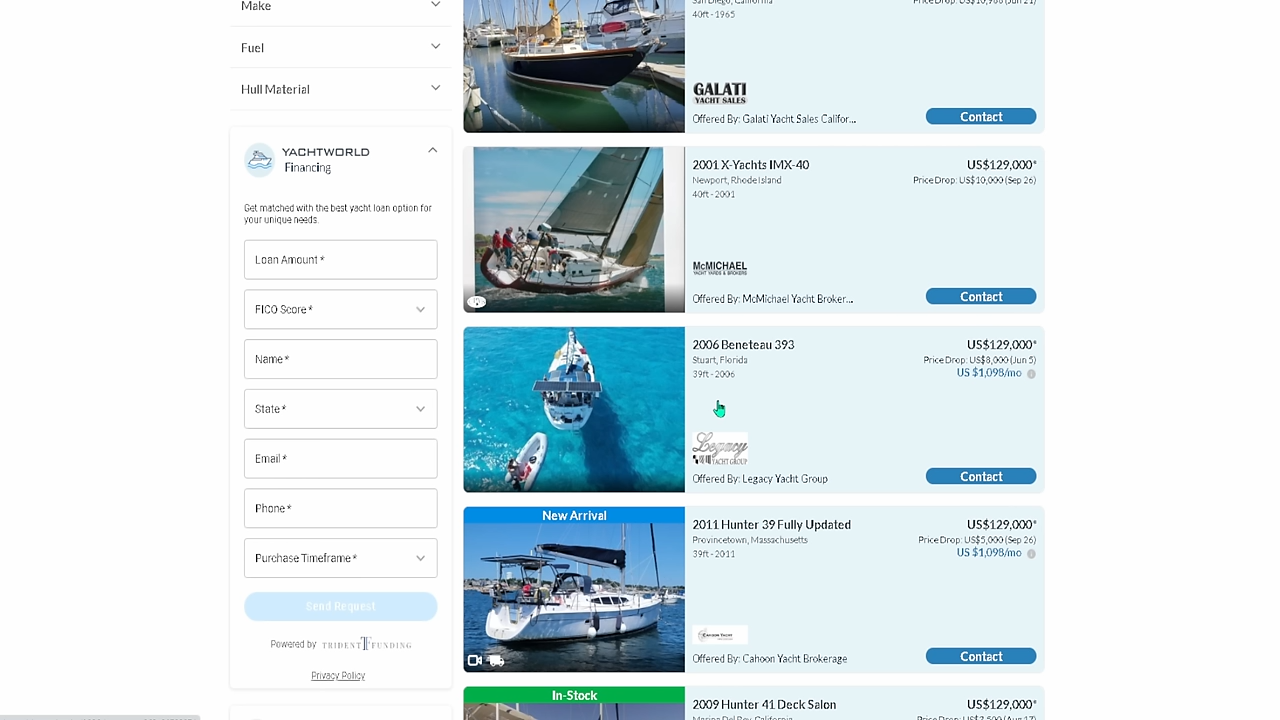 Make
Fuel
Hull Material
YACHTWORLD
Financing
Get matched with the best yacht loan option for
your unique needs.
Loan Amount *
FICO Score *
Name *
State *
Email *
Phone *
Purchase Timeframe *
Send Request
Powered by TRIDENT FUNDING
Privacy Policy
San Diego, California
40ft - 1965
GALATI
YACHT SALES
Offered By: Galati Yacht Sales Califor...
Contact
2001 X-Yachts IMX-40
US$129,000*
Newport, Rhode Island
Price Drop: US$10,000 (Sep 26)
40ft - 2001
McMICHAEL
YACHT YARDS & BROKERS
Offered By: McMichael Yacht Broker...
Contact
2006 Beneteau 393
US$129,000*
Stuart, Florida
Price Drop: US$8,000 (Jun 5)
39ft - 2006
US $1,098/mo
Legacy
YACHT GROUP
Offered By: Legacy Yacht Group
Contact
New Arrival
2011 Hunter 39 Fully Updated
US$129,000*
Provincetown, Massachusetts
Price Drop: US$5,000 (Sep 26)
39ft - 2011
US $1,098/mo
CAHOON YACHT
Offered By: Cahoon Yacht Brokerage
Contact
In-Stock
2009 Hunter 41 Deck Salon
US$129,000*